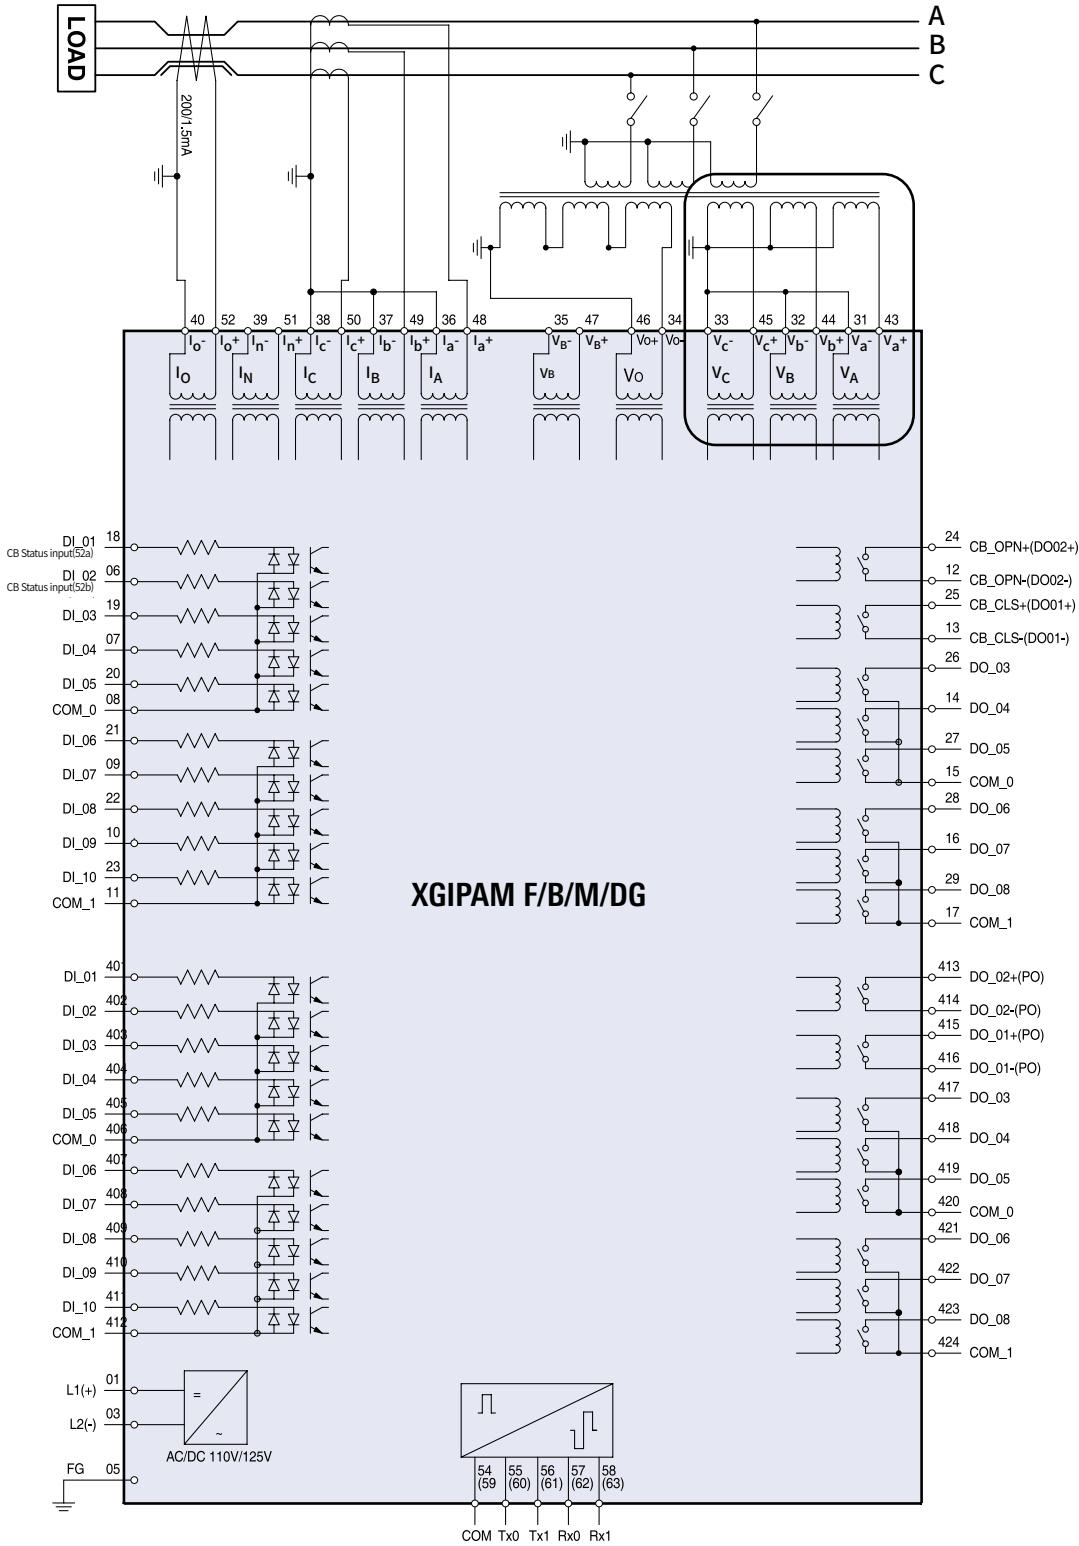 LOAD
A
B
C
200/1.5mA
40 52 39 51 38 50 37 49 36 48 35 47 46 34 33 45 32 44 31 43
Io- Io+ In- In+ Ic- Ic+ Ib- Ib+ Ia- Ia+ VB- VB+ Vo+ Vo- Vc- Vc+ Vb- Vb+ Va- Va+
IO IN IC IB IA VB VO VC VB VA
DI_01 18
CB Status input(52a)
DI_02 06
CB Status input(52b)
DI_03 19
DI_04 07
DI_05 20
COM_0 08
DI_06 21
DI_07 09
DI_08 22
DI_09 10
DI_10 23
COM_1 11
24 CB_OPN+(DO02+)
12 CB_OPN-(DO02-)
25 CB_CLS+(DO01+)
13 CB_CLS-(DO01-)
26 DO_03
14 DO_04
27 DO_05
15 COM_0
28 DO_06
16 DO_07
29 DO_08
17 COM_1
XGIPAM F/B/M/DG
DI_01 401
DI_02 402
DI_03 403
DI_04 404
DI_05 405
COM_0 406
DI_06 407
DI_07 408
DI_08 409
DI_09 410
DI_10 411
COM_1 412
413 DO_02+(PO)
414 DO_02-(PO)
415 DO_01+(PO)
416 DO_01-(PO)
417 DO_03
418 DO_04
419 DO_05
420 COM_0
421 DO_06
422 DO_07
423 DO_08
424 COM_1
L1(+) 01
L2(-) 03
= ~
AC/DC 110V/125V
FG 05
54 55 56 57 58
(59 (60) (61) (62) (63)
COM Tx0 Tx1 Rx0 Rx1